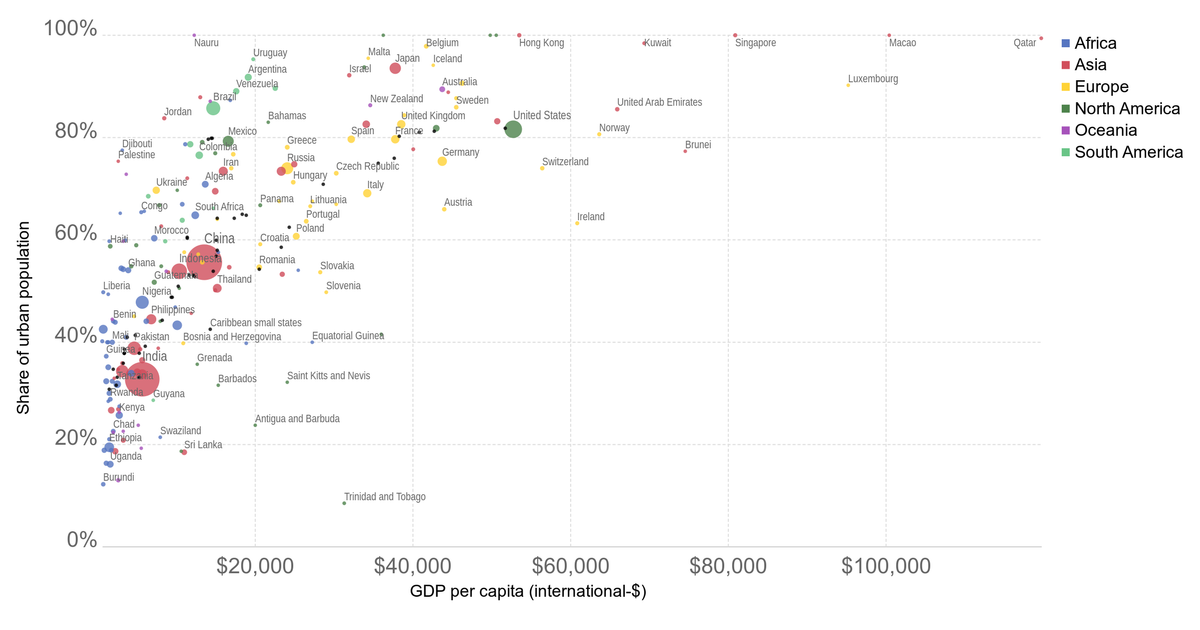 100%
Nauru
Belgium
Hong Kong
Kuwait
Singapore
Macao
Qatar
Africa
Asia
Europe
North America
Oceania
South America
Uruguay
Malta
Japan
Iceland
Israel
Argentina
Venezuela
Australia
Luxembourg
Brazil
New Zealand
Sweden
United Arab Emirates
Jordan
Bahamas
United Kingdom
United States
80%
Mexico
Norway
Djibouti
Colombia
Greece
Spain
France
Brunei
Palestine
Iran
Russia
Czech Republic
Germany
Switzerland
Ukraine
Algeria
Hungary
Italy
Congo
South Africa
Panama
Lithuania
Austria
Portugal
Ireland
Morocco
Poland
60%
Haiti
China
Croatia
Ghana
Indonesia
Romania
Slovakia
Guatemala
Thailand
Liberia
Nigeria
Slovenia
Benin
Philippines
Caribbean small states
40%
Mali
Pakistan
Bosnia and Herzegovina
Equatorial Guinea
Guinea
India
Grenada
Tanzania
Barbados
Saint Kitts and Nevis
Rwanda
Guyana
Kenya
Chad
Antigua and Barbuda
Swaziland
20%
Ethiopia
Sri Lanka
Uganda
Burundi
Trinidad and Tobago
0%
$20,000
$40,000
$60,000
$80,000
$100,000
GDP per capita (international-$)
Share of urban population